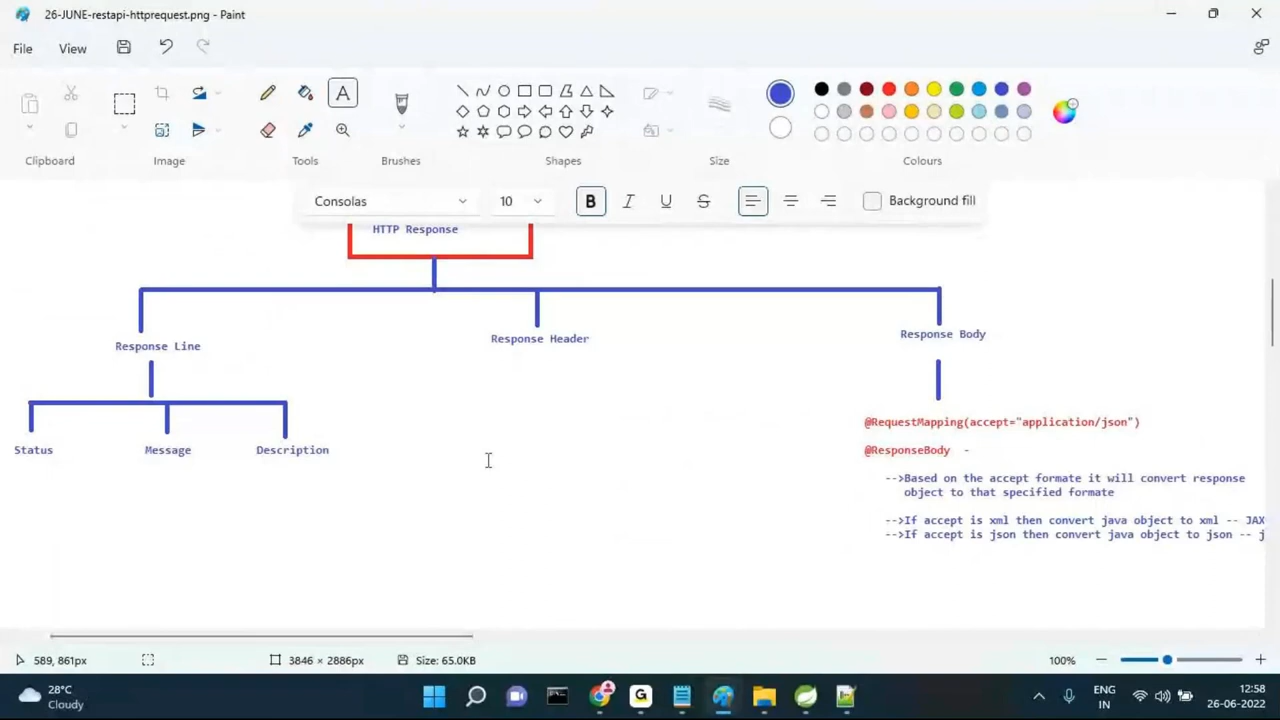 26-JUNE-restapi-httprequest.png - Paint
File View
Clipboard Image Tools Brushes Shapes Size Colours
Consolas 10 B I U S Background fill
HTTP Response
Response Line Response Header Response Body
@RequestMapping(accept="application/json")
Status Message Description @ResponseBody -
-->Based on the accept formate it will convert response
object to that specified formate
-->If accept is xml then convert java object to xml -- JAX
-->If accept is json then convert java object to json -- j
589, 861px 3846 × 2886px Size: 65.0KB 100%
28°C
Cloudy
ENG
IN
12:58
26-06-2022